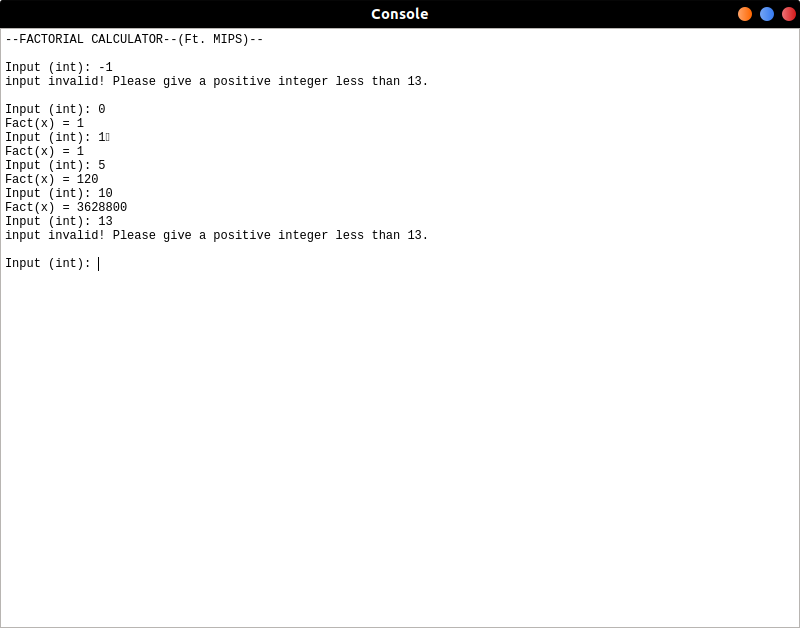 Console
--FACTORIAL CALCULATOR--(Ft. MIPS)--
Input (int): -1
input invalid! Please give a positive integer less than 13.
Input (int): 0
Fact(x) = 1
Input (int): 1
Fact(x) = 1
Input (int): 5
Fact(x) = 120
Input (int): 10
Fact(x) = 3628800
Input (int): 13
input invalid! Please give a positive integer less than 13.
Input (int):